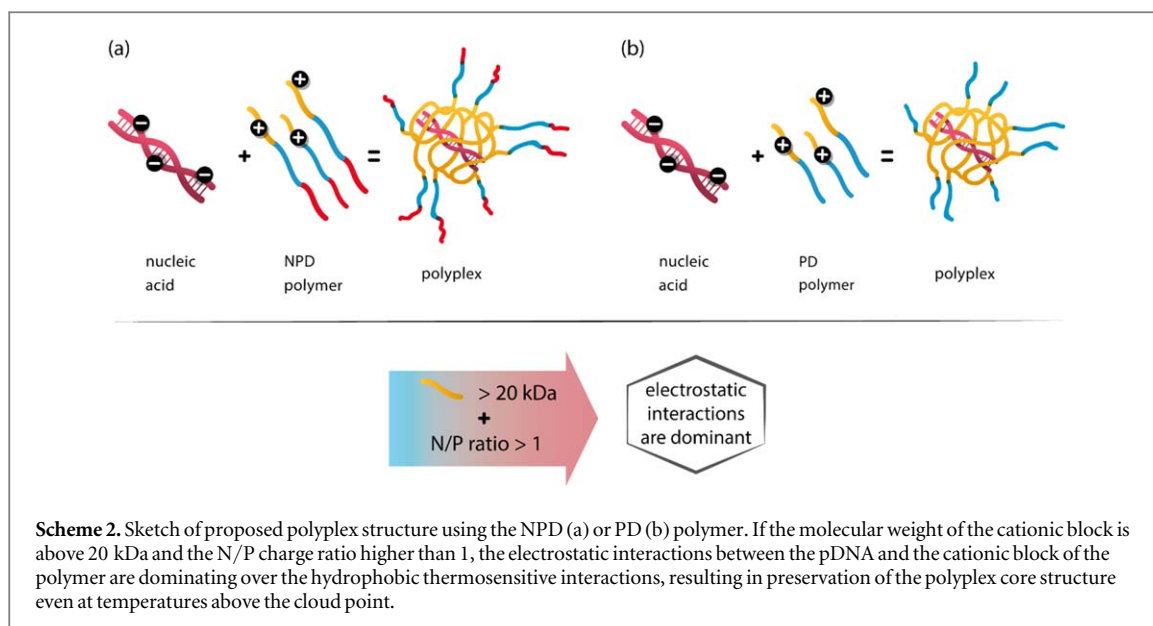 (a)
(b)
+
+
+
+
=
+
+
+
+
=
nucleic
acid
NPD
polymer
polyplex
nucleic
acid
PD
polymer
polyplex
> 20 kDa
+
N/P ratio > 1
electrostatic
interactions
are dominant
Scheme 2. Sketch of proposed polyplex structure using the NPD (a) or PD (b) polymer. If the molecular weight of the cationic block is
above 20 kDa and the N/P charge ratio higher than 1, the electrostatic interactions between the pDNA and the cationic block of the
polymer are dominating over the hydrophobic thermosensitive interactions, resulting in preservation of the polyplex core structure
even at temperatures above the cloud point.